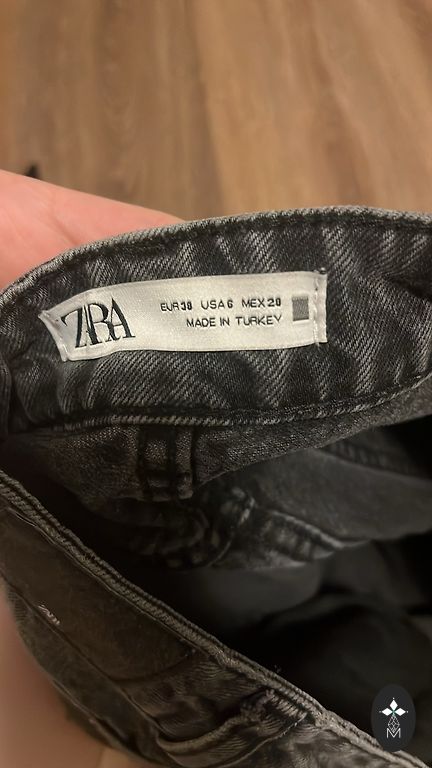 ZARA
EUR 38 USA 6 MEX 28
MADE IN TURKEY
M